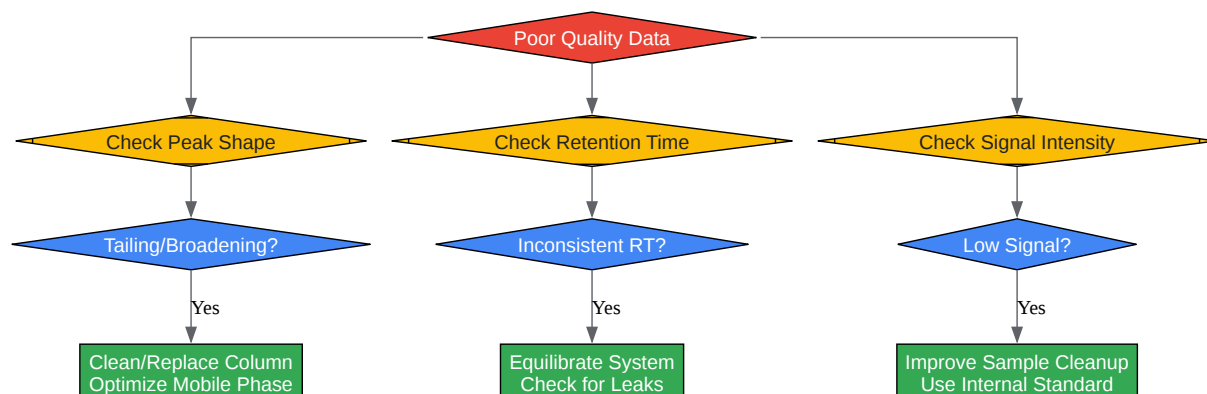 Poor Quality Data
Check Peak Shape
Check Retention Time
Check Signal Intensity
Tailing/Broadening?
Inconsistent RT?
Low Signal?
Yes
Yes
Yes
Clean/Replace Column
Optimize Mobile Phase
Equilibrate System
Check for Leaks
Improve Sample Cleanup
Use Internal Standard